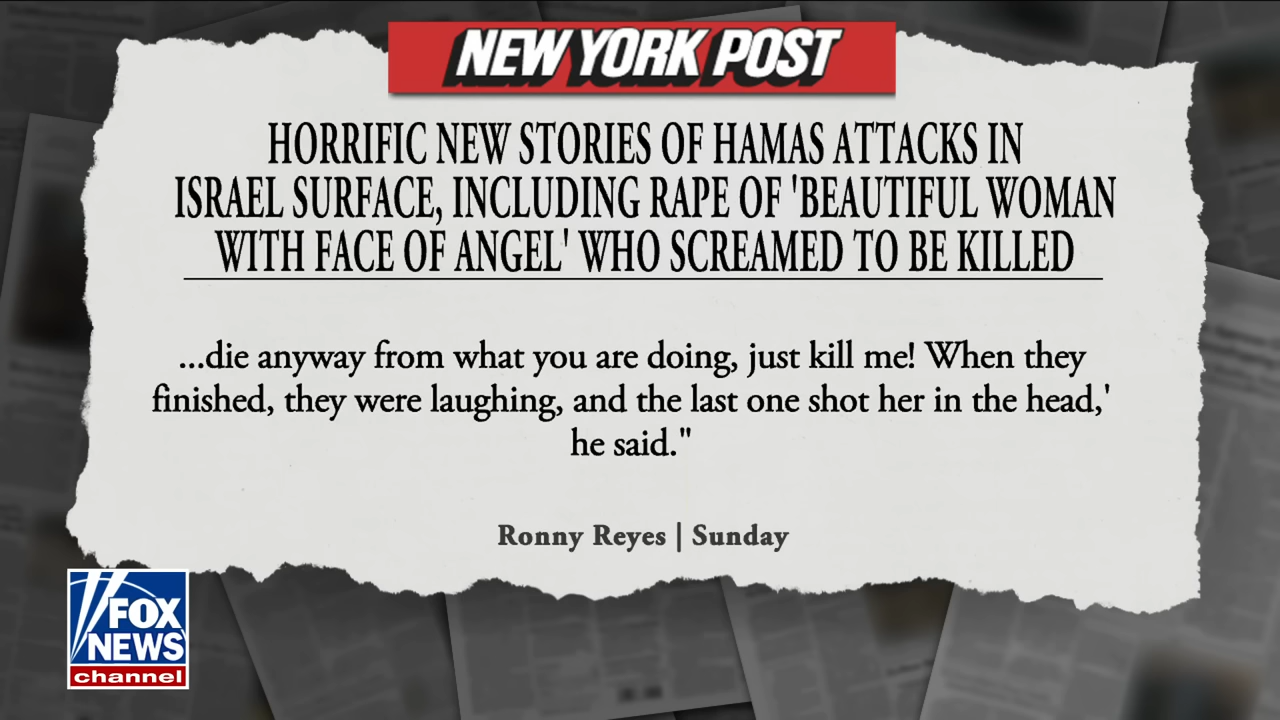 NEW YORK POST
HORRIFIC NEW STORIES OF HAMAS ATTACKS IN
ISRAEL SURFACE, INCLUDING RAPE OF 'BEAUTIFUL WOMAN
WITH FACE OF ANGEL' WHO SCREAMED TO BE KILLED
...die anyway from what you are doing, just kill me! When they
finished, they were laughing, and the last one shot her in the head,'
he said."
Ronny Reyes | Sunday
FOX
NEWS
channel